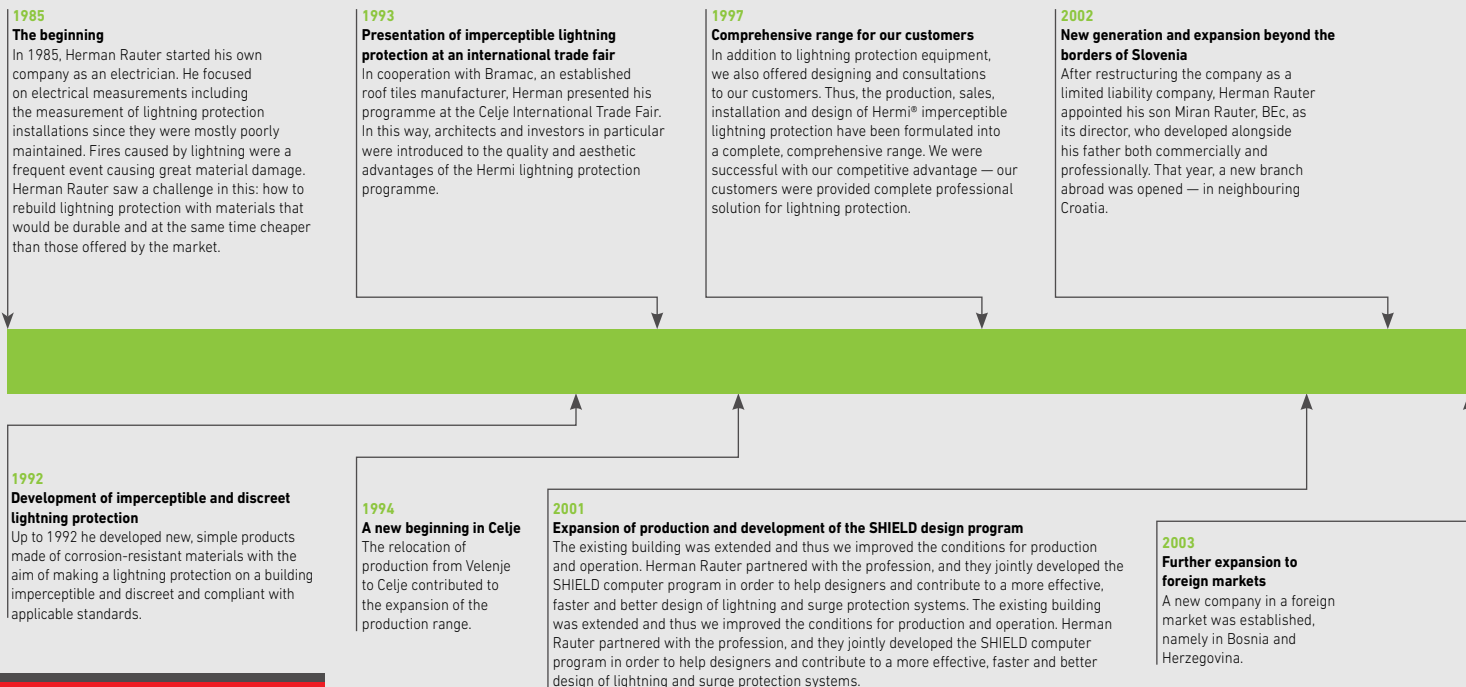 1985
The beginning
In 1985, Herman Rauter started his own
company as an electrician. He focused
on electrical measurements including
the measurement of lightning protection
installations since they were mostly poorly
maintained. Fires caused by lightning were a
frequent event causing great material damage.
Herman Rauter saw a challenge in this: how to
rebuild lightning protection with materials that
would be durable and at the same time cheaper
than those offered by the market.
1993
Presentation of imperceptible lightning
protection at an international trade fair
In cooperation with Bramac, an established
roof tiles manufacturer, Herman presented his
programme at the Celje International Trade Fair.
In this way, architects and investors in particular
were introduced to the quality and aesthetic
advantages of the Hermi lightning protection
programme.
1997
Comprehensive range for our customers
In addition to lightning protection equipment,
we also offered designing and consultations
to our customers. Thus, the production, sales,
installation and design of Hermi® imperceptible
lightning protection have been formulated into
a complete, comprehensive range. We were
successful with our competitive advantage — our
customers were provided complete professional
solution for lightning protection.
2002
New generation and expansion beyond the
borders of Slovenia
After restructuring the company as a
limited liability company, Herman Rauter
appointed his son Miran Rauter, BEc, as
its director, who developed alongside
his father both commercially and
professionally. That year, a new branch
abroad was opened — in neighbouring
Croatia.
1992
Development of imperceptible and discreet
lightning protection
Up to 1992 he developed new, simple products
made of corrosion-resistant materials with the
aim of making a lightning protection on a building
imperceptible and discreet and compliant with
applicable standards.
1994
A new beginning in Celje
The relocation of
production from Velenje
to Celje contributed to
the expansion of the
production range.
2001
Expansion of production and development of the SHIELD design program
The existing building was extended and thus we improved the conditions for production
and operation. Herman Rauter partnered with the profession, and they jointly developed the
SHIELD computer program in order to help designers and contribute to a more effective,
faster and better design of lightning and surge protection systems. The existing building
was extended and thus we improved the conditions for production and operation. Herman
Rauter partnered with the profession, and they jointly developed the SHIELD computer
program in order to help designers and contribute to a more effective, faster and better
design of lightning and surge protection systems.
2003
Further expansion to
foreign markets
A new company in a foreign
market was established,
namely in Bosnia and
Herzegovina.